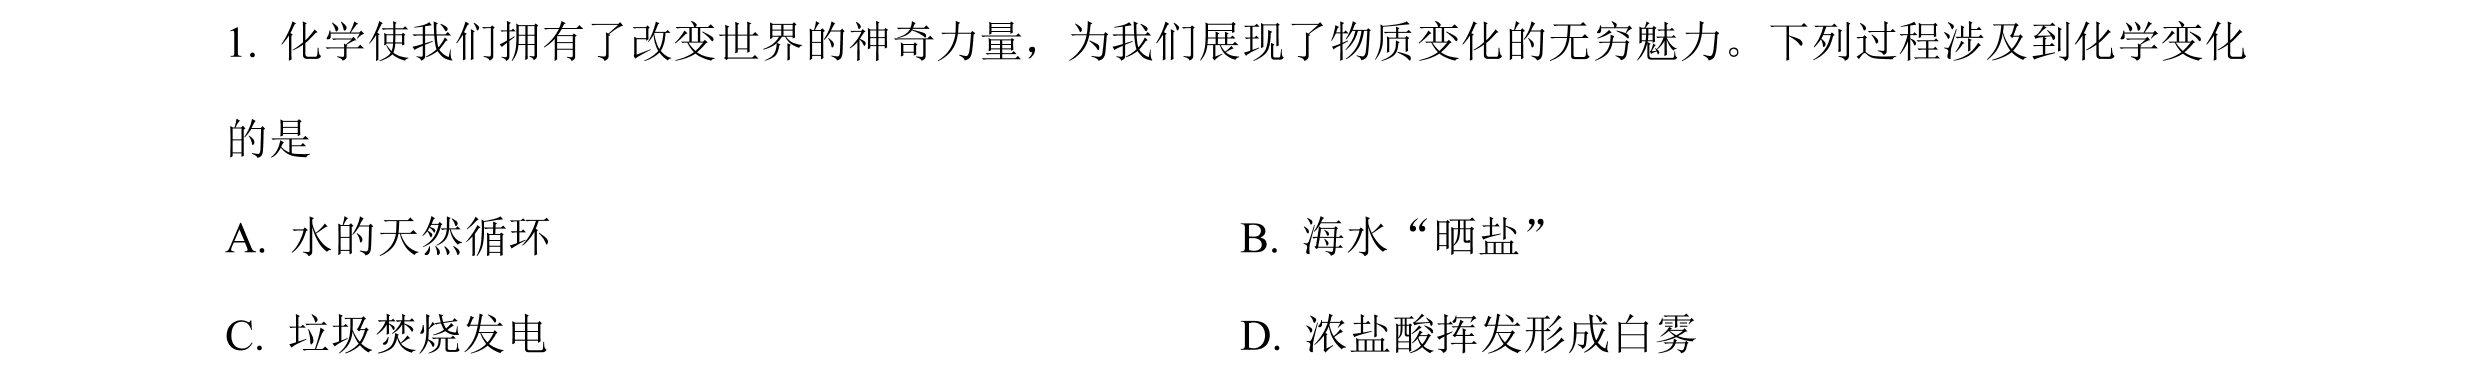 1. 化学使我们拥有了改变世界的神奇力量，为我们展现了物质变化的无穷魅力。下列过程涉及到化学变化
的是
A. 水的天然循环 B. 海水“晒盐”
C. 垃圾焚烧发电 D. 浓盐酸挥发形成白雾